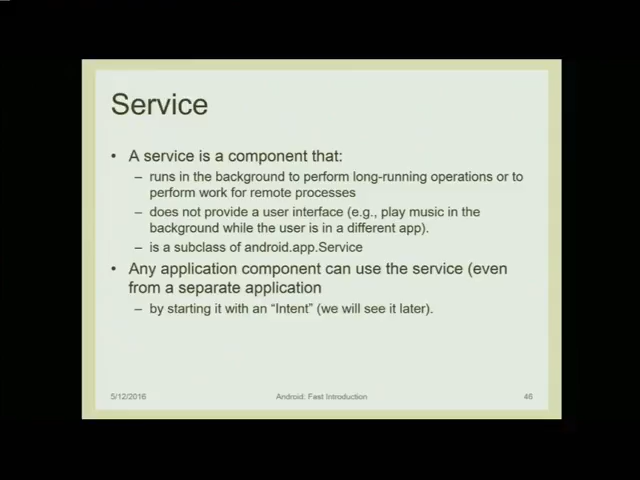 Service
• A service is a component that:
– runs in the background to perform long-running operations or to
perform work for remote processes
– does not provide a user interface (e.g., play music in the
background while the user is in a different app).
– is a subclass of android.app.Service
• Any application component can use the service (even
from a separate application
– by starting it with an “Intent” (we will see it later).
5/12/2016 Android: Fast Introduction 46